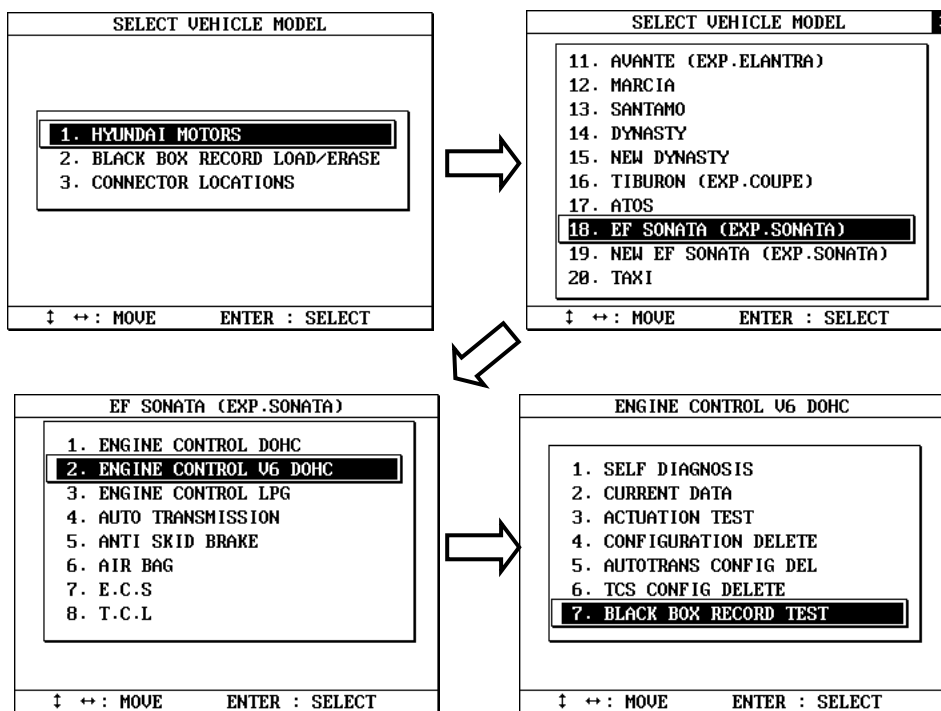 SELECT VEHICLE MODEL
1. HYUNDAI MOTORS
2. BLACK BOX RECORD LOAD/ERASE
3. CONNECTOR LOCATIONS
↕ ↔ : MOVE ENTER : SELECT
SELECT VEHICLE MODEL
11. AVANTE (EXP.ELANTRA)
12. MARCIA
13. SANTAMO
14. DYNASTY
15. NEW DYNASTY
16. TIBURON (EXP.COUPE)
17. ATOS
18. EF SONATA (EXP.SONATA)
19. NEW EF SONATA (EXP.SONATA)
20. TAXI
↕ ↔ : MOVE ENTER : SELECT
EF SONATA (EXP.SONATA)
1. ENGINE CONTROL DOHC
2. ENGINE CONTROL V6 DOHC
3. ENGINE CONTROL LPG
4. AUTO TRANSMISSION
5. ANTI SKID BRAKE
6. AIR BAG
7. E.C.S
8. T.C.L
↕ ↔ : MOVE ENTER : SELECT
ENGINE CONTROL V6 DOHC
1. SELF DIAGNOSIS
2. CURRENT DATA
3. ACTUATION TEST
4. CONFIGURATION DELETE
5. AUTOTRANS CONFIG DEL
6. TCS CONFIG DELETE
7. BLACK BOX RECORD TEST
↕ ↔ : MOVE ENTER : SELECT